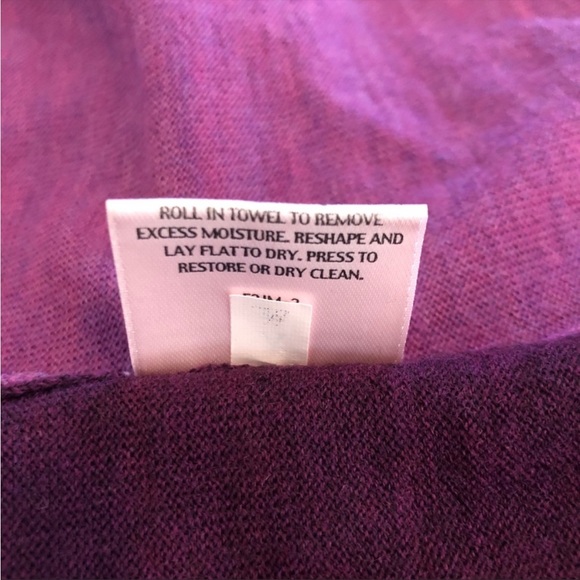 ROLL IN TOWEL TO REMOVE
EXCESS MOISTURE. RESHAPE AND
LAY FLAT TO DRY. PRESS TO
RESTORE OR DRY CLEAN.